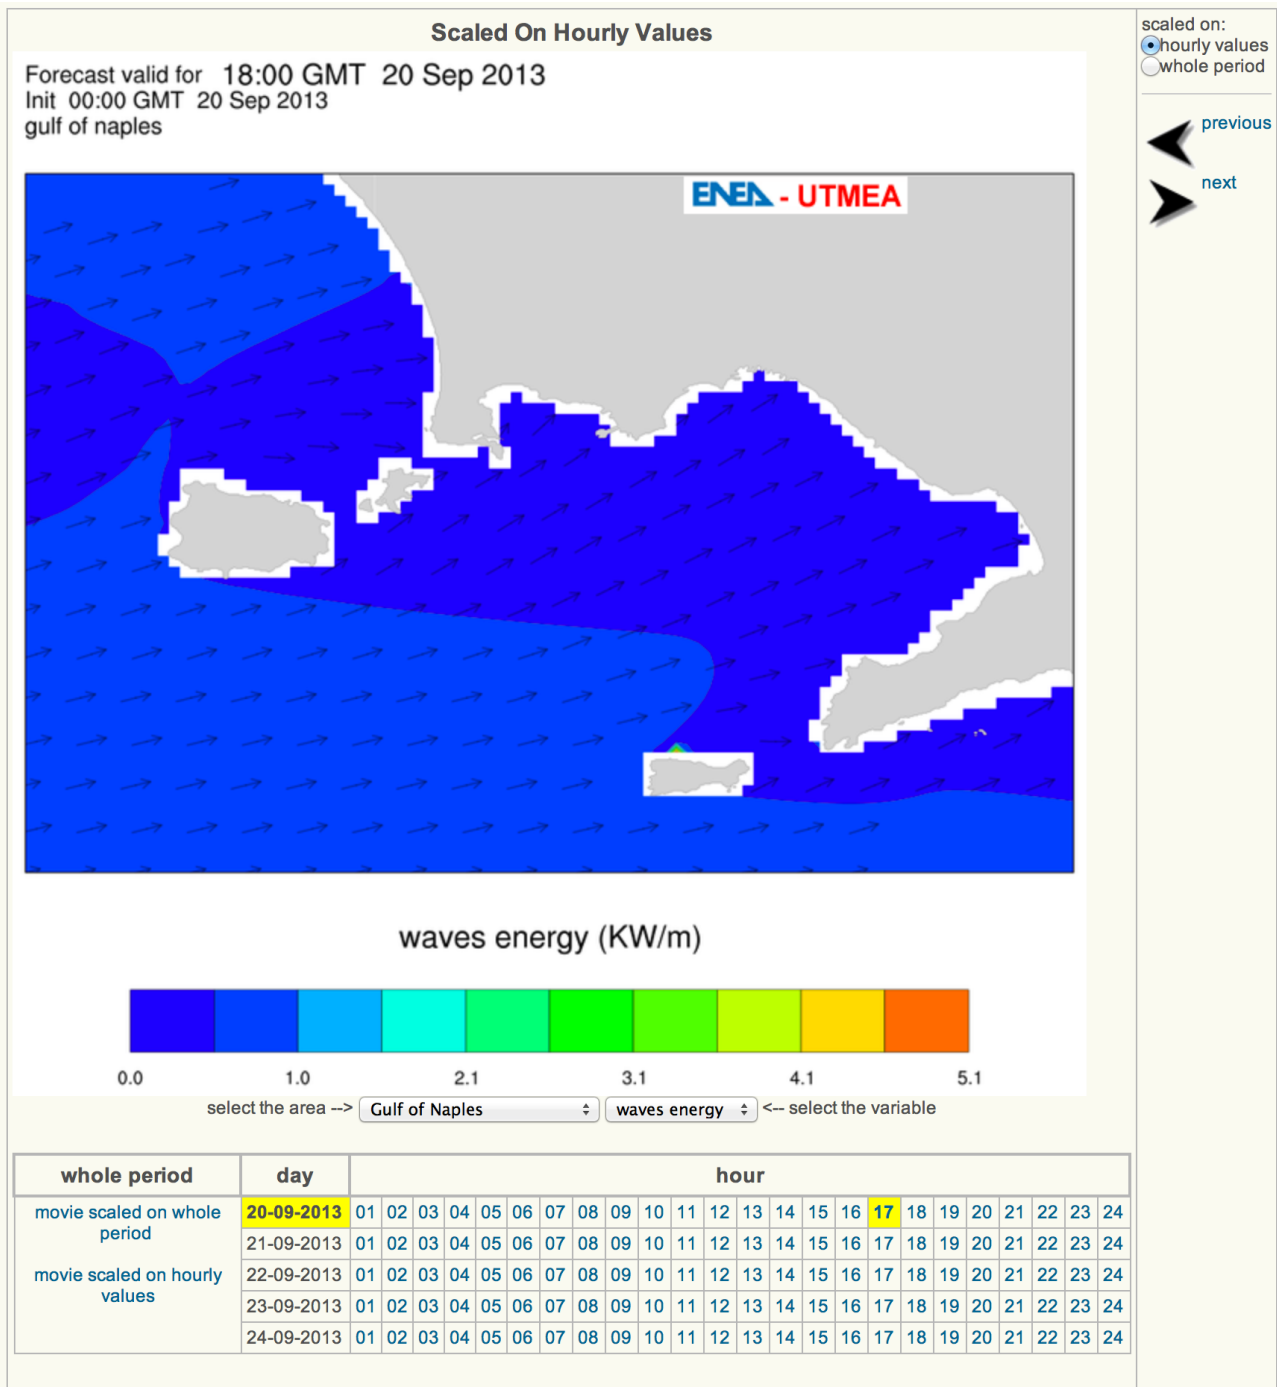 Scaled On Hourly Values
scaled on:
hourly values
whole period
previous
next
Forecast valid for 18:00 GMT 20 Sep 2013
Init 00:00 GMT 20 Sep 2013
gulf of naples
ENEA - UTMEA
waves energy (KW/m)
0.0 1.0 2.1 3.1 4.1 5.1
select the area --> Gulf of Naples waves energy <-- select the variable
whole period day hour
movie scaled on whole period
movie scaled on hourly values
20-09-2013 01 02 03 04 05 06 07 08 09 10 11 12 13 14 15 16 17 18 19 20 21 22 23 24
21-09-2013 01 02 03 04 05 06 07 08 09 10 11 12 13 14 15 16 17 18 19 20 21 22 23 24
22-09-2013 01 02 03 04 05 06 07 08 09 10 11 12 13 14 15 16 17 18 19 20 21 22 23 24
23-09-2013 01 02 03 04 05 06 07 08 09 10 11 12 13 14 15 16 17 18 19 20 21 22 23 24
24-09-2013 01 02 03 04 05 06 07 08 09 10 11 12 13 14 15 16 17 18 19 20 21 22 23 24